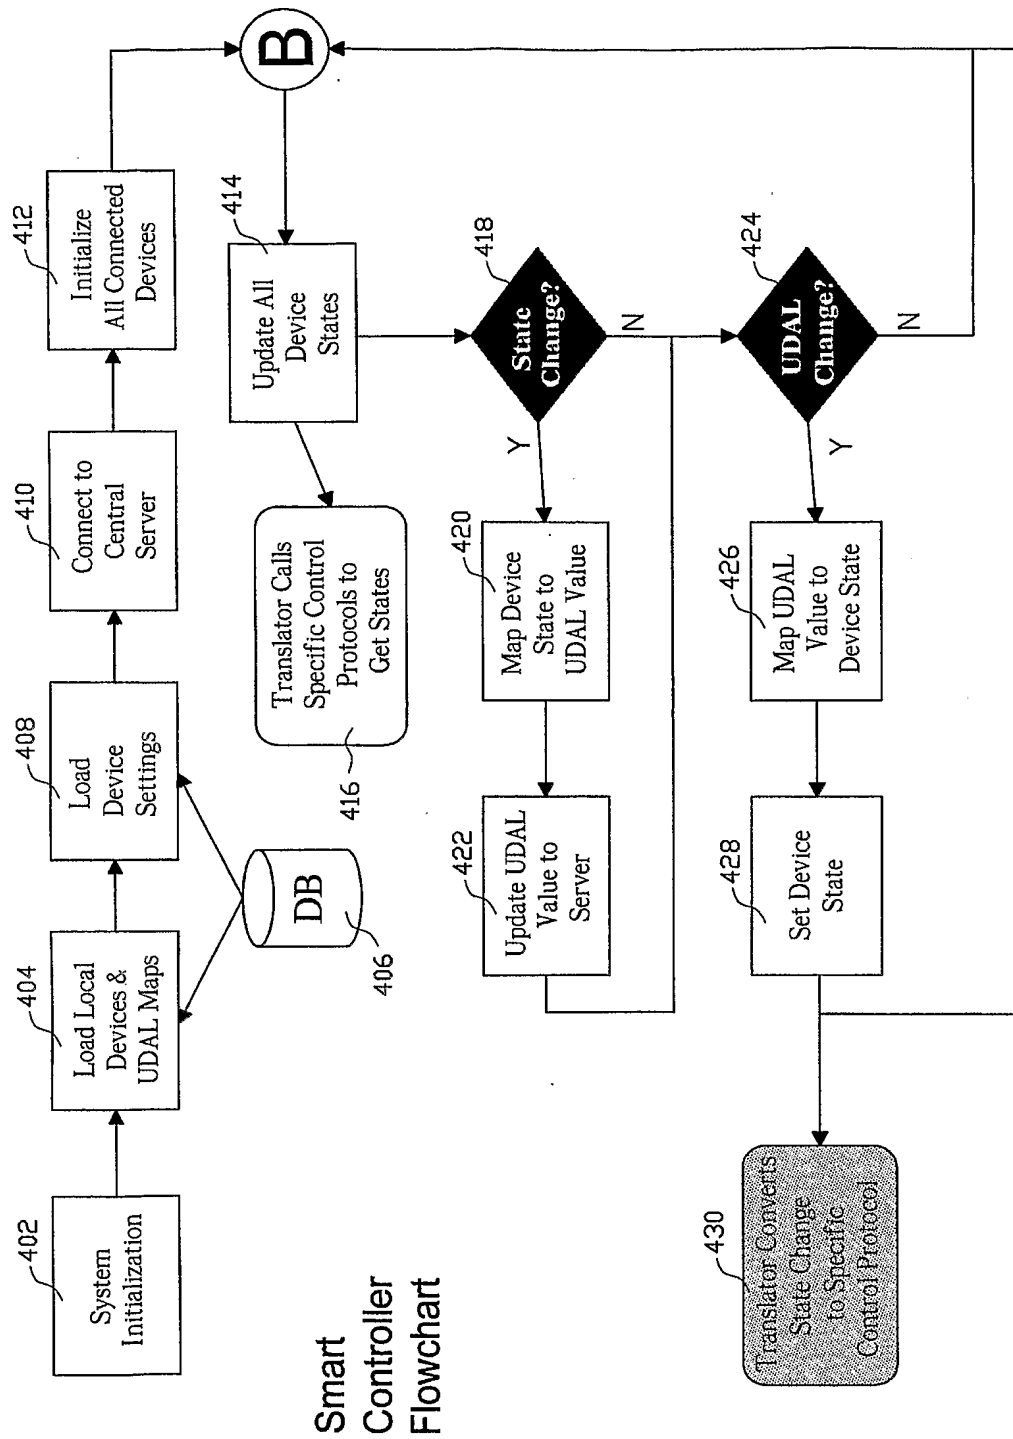 402
System
Initialization
404
Load Local
Devices &
UDAL Maps
408
Load
Device
Settings
410
Connect to
Central
Server
412
Initialize
All Connected
Devices
B
DB
406
414
Update All
Device
States
Translator Calls
Specific Control
Protocols to
Get States
416
Smart
Controller
Flowchart
418
State
Change?
Y
N
420
Map Device
State to
UDAL Value
422
Update UDAL
Value to
Server
424
UDAL
Change?
Y
N
426
Map UDAL
Value to
Device State
428
Set Device
State
430
Translator Converts
State Change
to Specific
Control Protocol